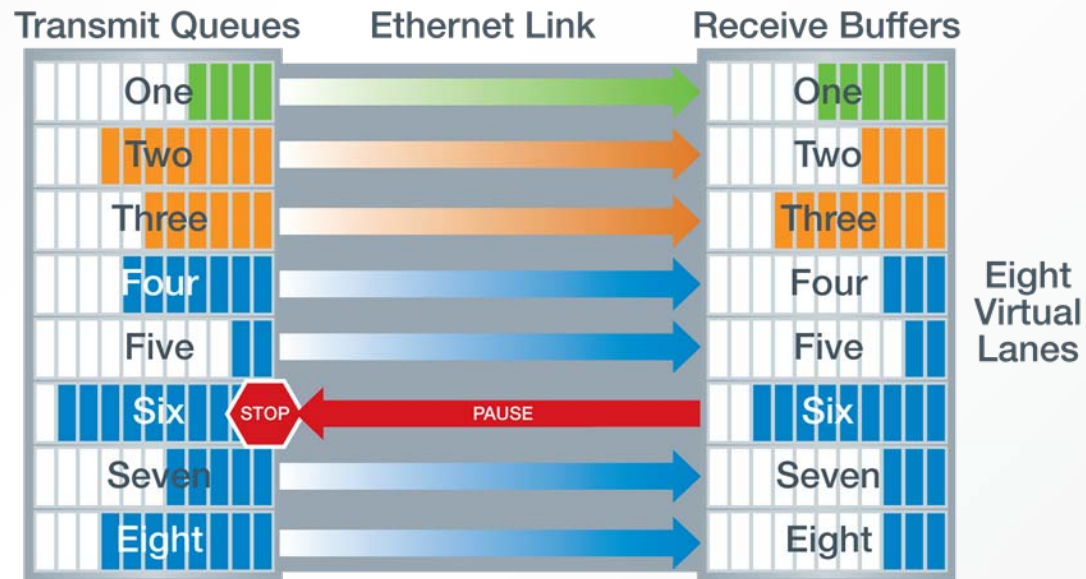 Transmit Queues Ethernet Link Receive Buffers
One One
Two Two
Three Three
Four Four
Five Five
Six STOP PAUSE Six
Seven Seven
Eight Eight
Eight
Virtual
Lanes